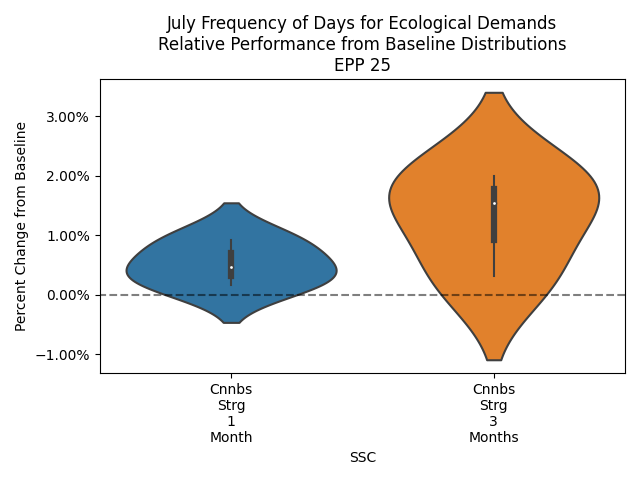 July Frequency of Days for Ecological Demands
Relative Performance from Baseline Distributions
EPP 25
Percent Change from Baseline
3.00%
2.00%
1.00%
0.00%
−1.00%
Cnnbs
Strg
1
Month
Cnnbs
Strg
3
Months
SSC